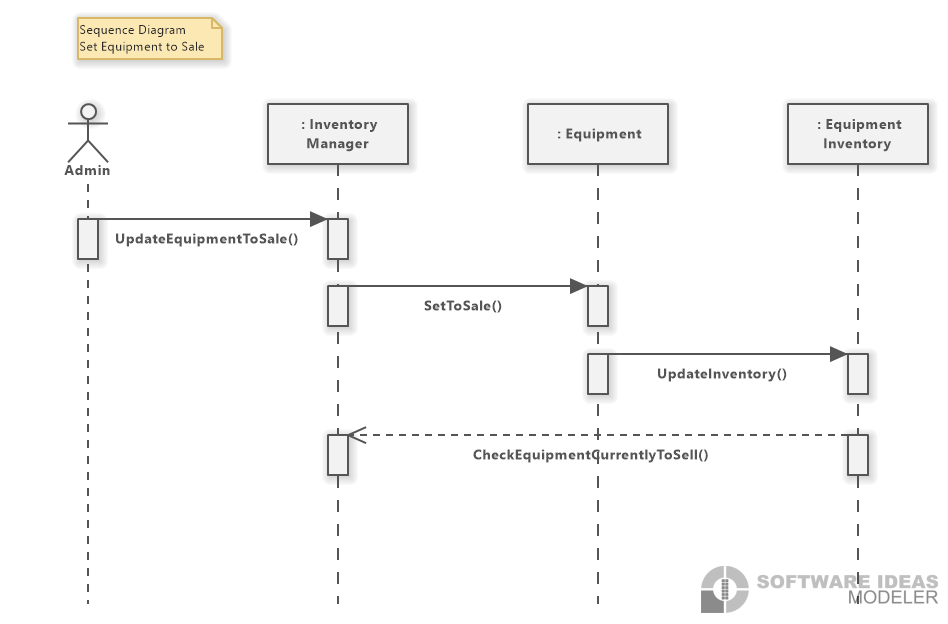 Sequence Diagram
Set Equipment to Sale
Admin
: Inventory
Manager
: Equipment
: Equipment
Inventory
UpdateEquipmentToSale()
SetToSale()
UpdateInventory()
CheckEquipmentCurrentlyToSell()
SOFTWARE IDEAS
MODELER